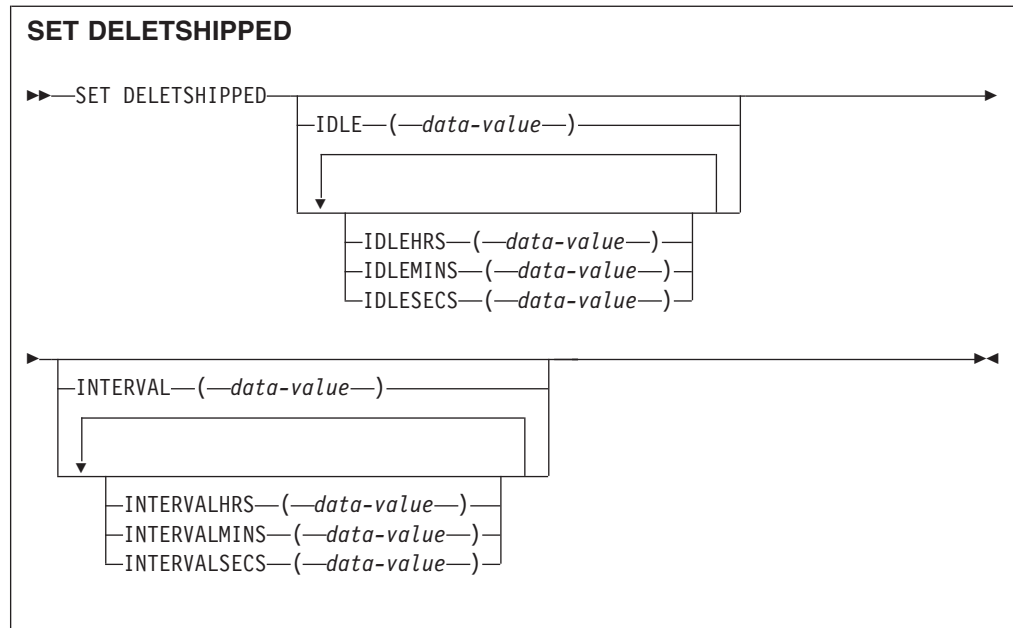 SET DELETSHIPPED
SET DELETSHIPPED
IDLE ( data-value )
IDLEHRS ( data-value )
IDLEMINS ( data-value )
IDLESECS ( data-value )
INTERVAL ( data-value )
INTERVALHRS ( data-value )
INTERVALMINS ( data-value )
INTERVALSECS ( data-value )